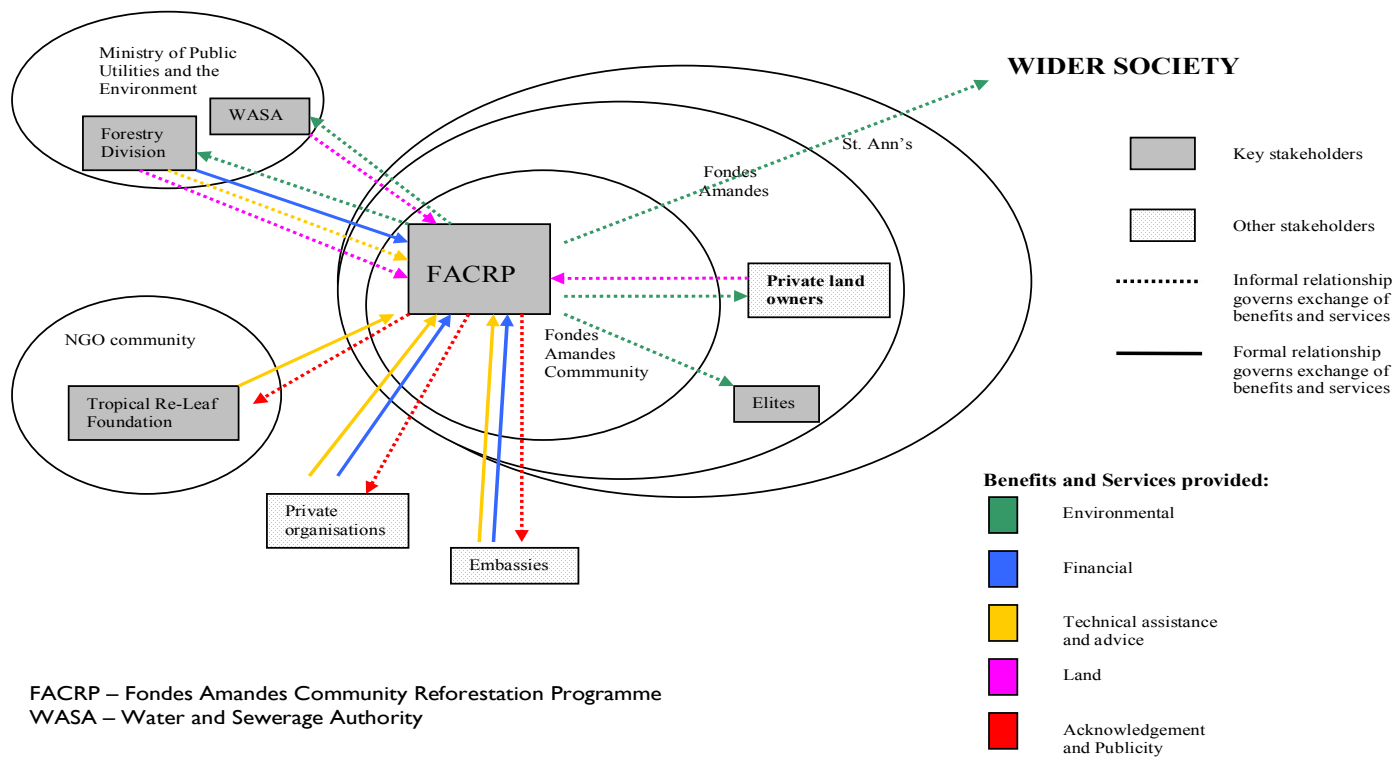 Ministry of Public
Utilities and the
Environment
WASA
Forestry
Division
WIDER SOCIETY
St. Ann's
Fondes
Amandes
FACRP
Private land
owners
Fondes
Amandes
Commmunity
Elites
NGO community
Tropical Re-Leaf
Foundation
Private
organisations
Embassies
Key stakeholders
Other stakeholders
Informal relationship
governs exchange of
benefits and services
Formal relationship
governs exchange of
benefits and services
Benefits and Services provided:
Environmental
Financial
Technical assistance
and advice
Land
Acknowledgement
and Publicity
FACRP – Fondes Amandes Community Reforestation Programme
WASA – Water and Sewerage Authority